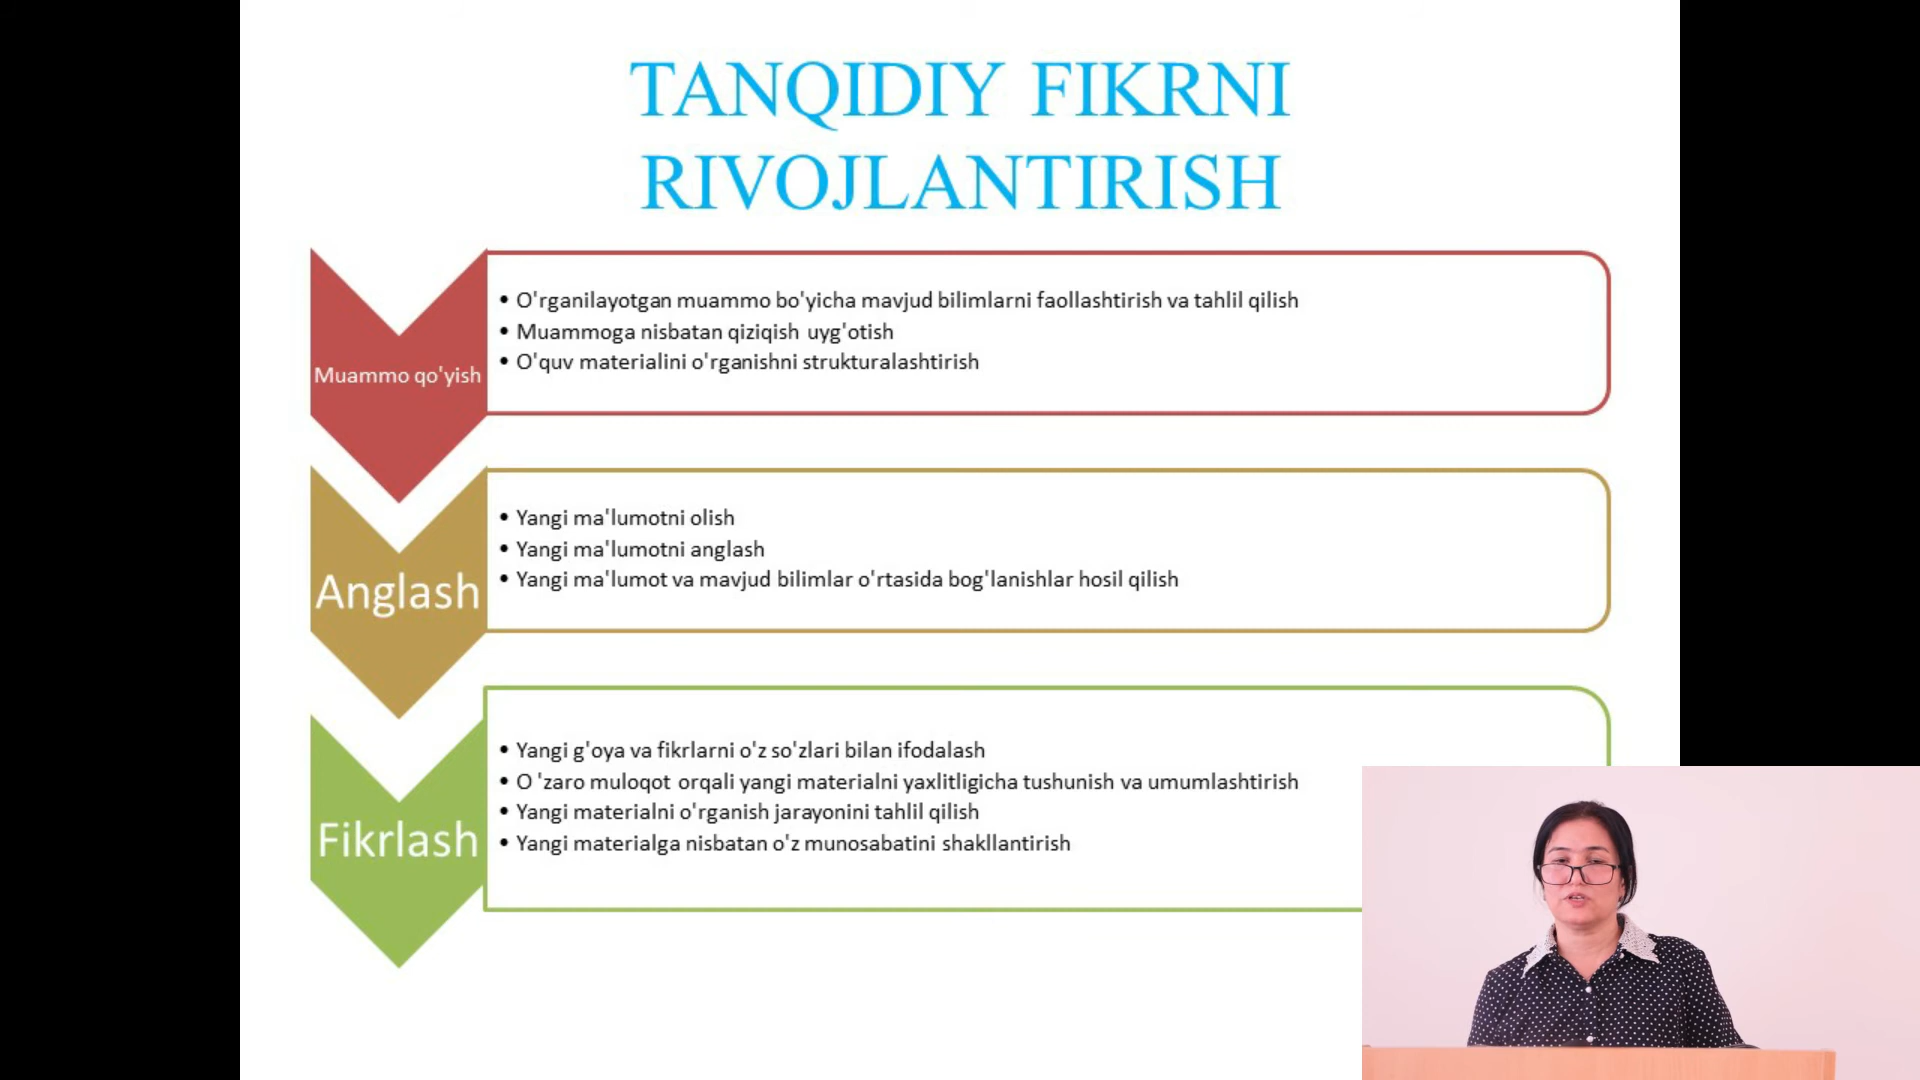 TANQIDIY FIKRNI
RIVOJLANTIRISH
Muammo qo'yish
• O'rganilayotgan muammo bo'yicha mavjud bilimlarni faollashtirish va tahlil qilish
• Muammoga nisbatan qiziqish uyg'otish
• O'quv materialini o'rganishni strukturalashtirish
Anglash
• Yangi ma'lumotni olish
• Yangi ma'lumotni anglash
• Yangi ma'lumot va mavjud bilimlar o'rtasida bog'lanishlar hosil qilish
Fikrlash
• Yangi g'oya va fikrlarni o'z so'zlari bilan ifodalash
• O 'zaro muloqot orqali yangi materialni yaxlitligicha tushunish va umumlashtirish
• Yangi materialni o'rganish jarayonini tahlil qilish
• Yangi materialga nisbatan o'z munosabatini shakllantirish